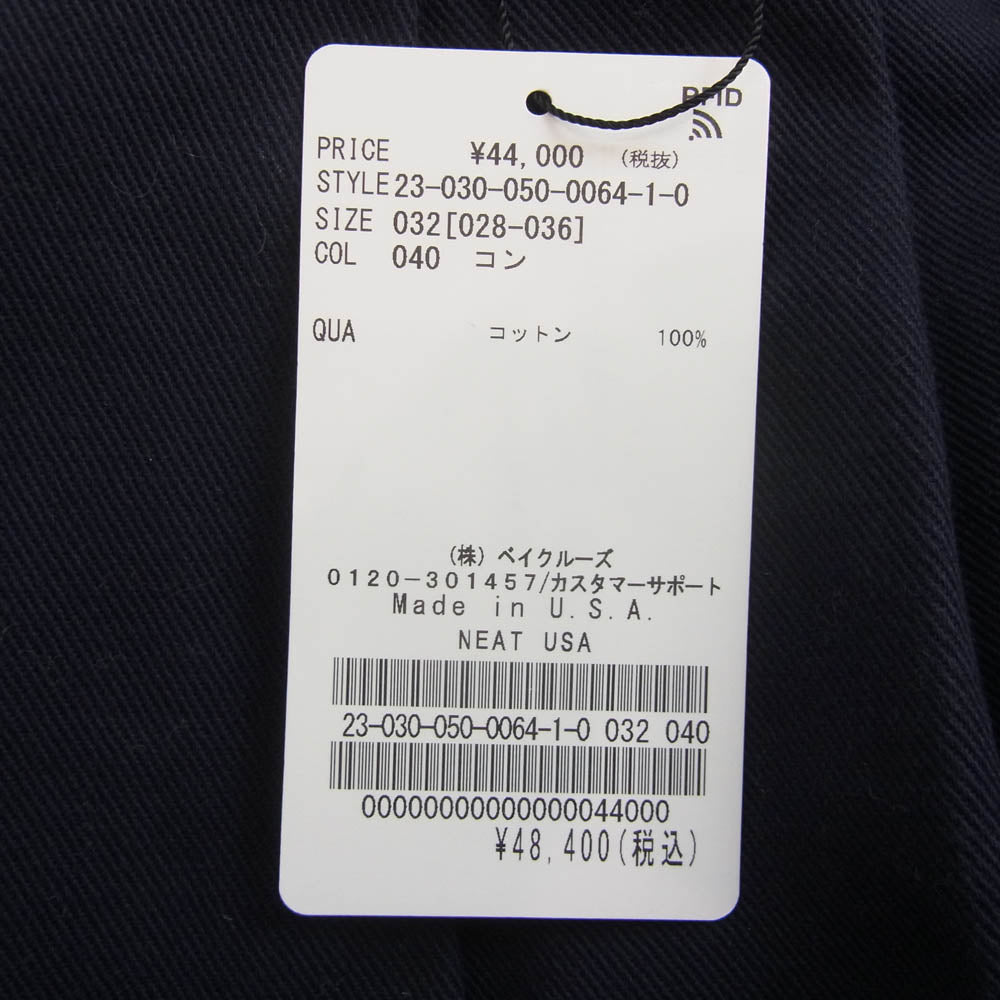 RFID
PRICE ¥44,000 (税抜)
STYLE 23-030-050-0064-1-0
SIZE 032[028-036]
COL 040 コン
QUA コットン 100%
(株) ベイクルーズ
0120-301457/カスタマーサポート
Made in U.S.A.
NEAT USA
23-030-050-0064-1-0 032 040
00000000000000044000
¥48,400(税込)